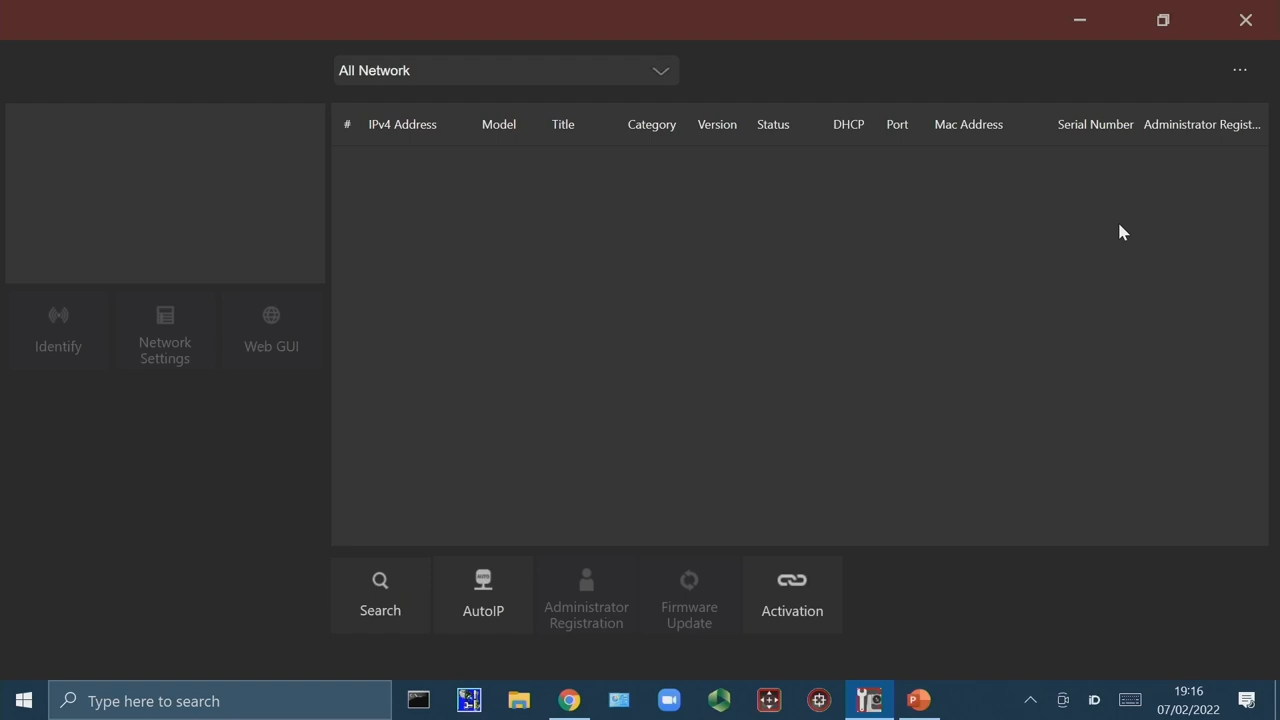 All Network
...
# IPv4 Address Model Title Category Version Status DHCP Port Mac Address Serial Number Administrator Regist...
Identify
Network
Settings
Web GUI
Search
AUTO
AutoIP
Administrator
Registration
Firmware
Update
Activation
Type here to search
iD
19:16
07/02/2022